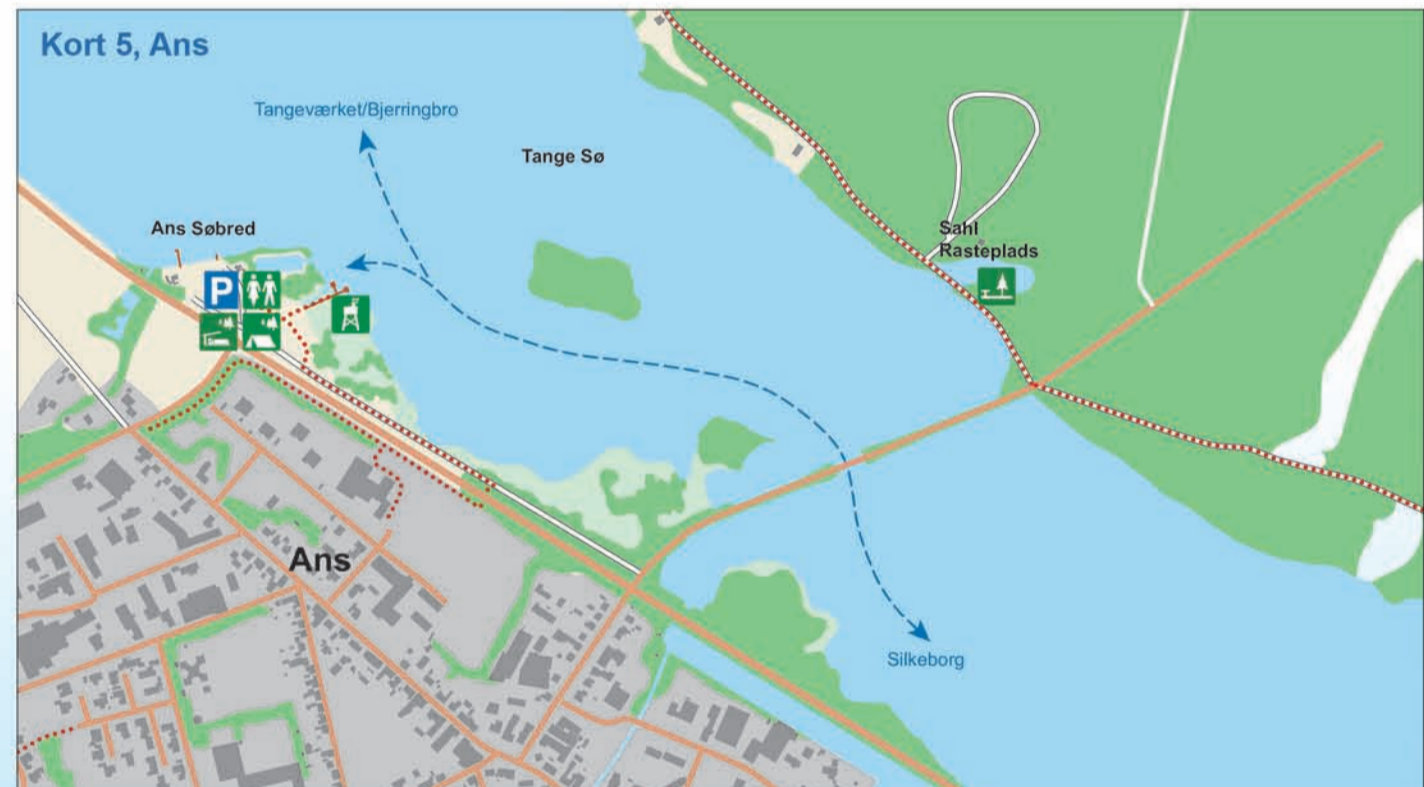 Kort 5, Ans
Tangeværket/Bjerringbro
Tange Sø
Ans Søbred
Sahl
Rasteplads
P
Ans
Silkeborg